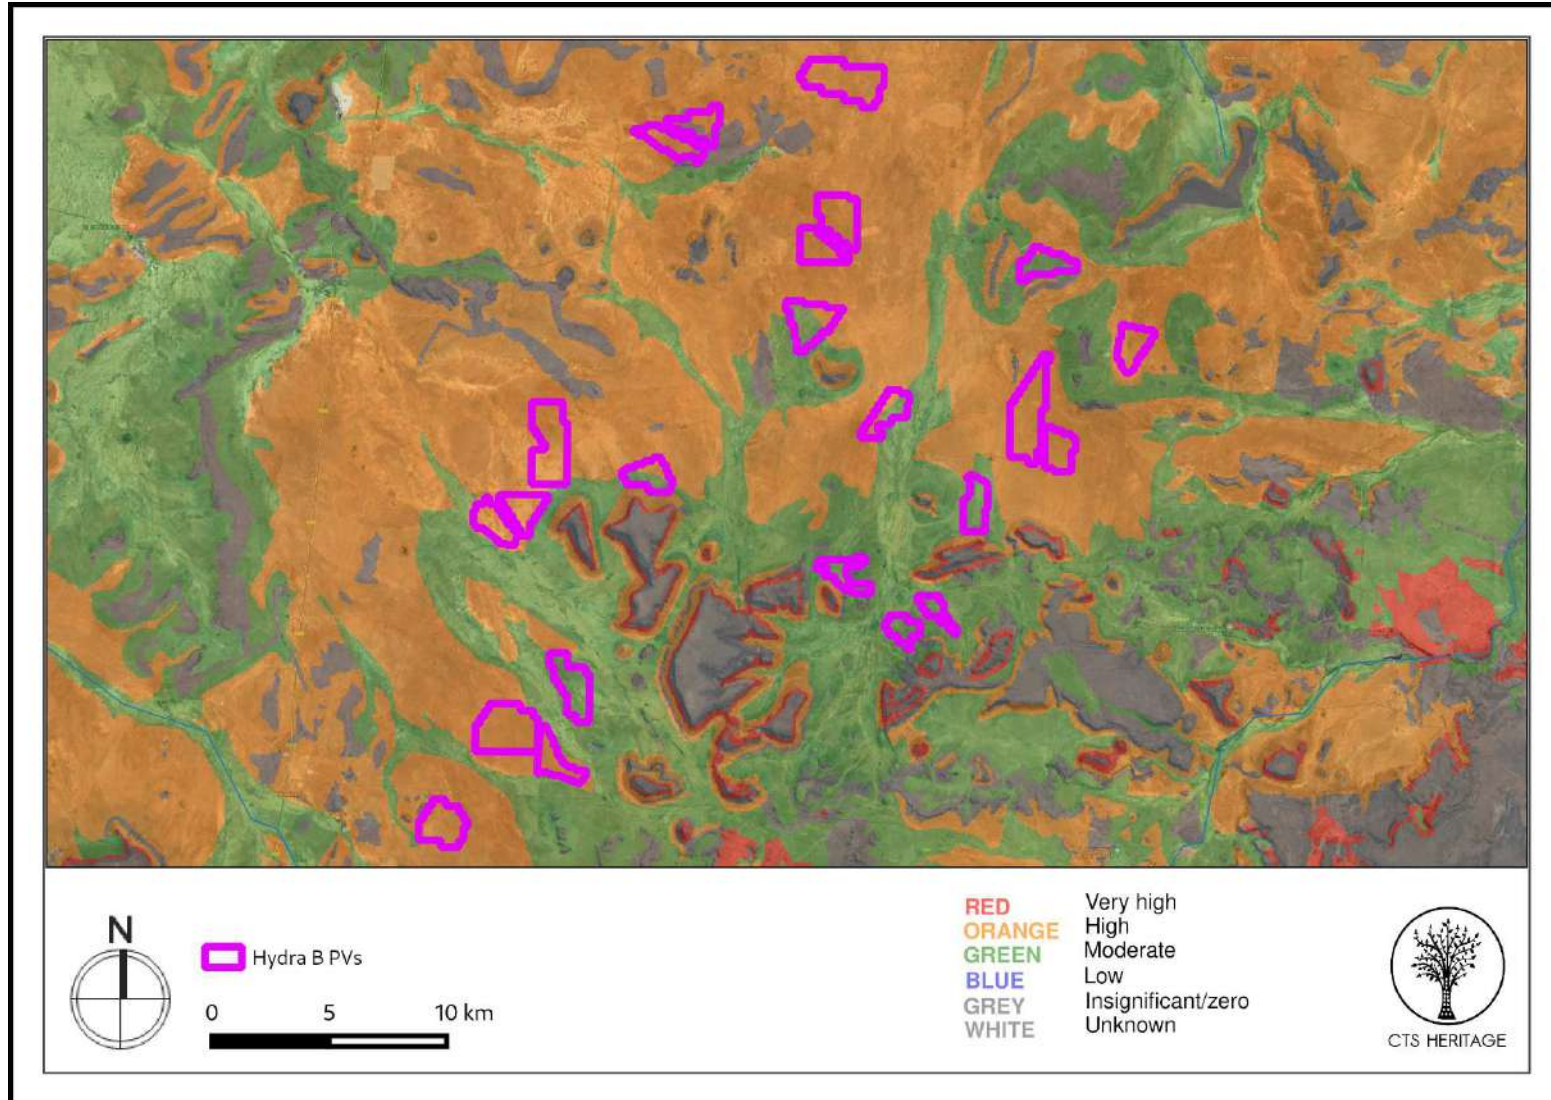 N
Hydra B PVs
0 5 10 km
RED Very high
ORANGE High
GREEN Moderate
BLUE Low
GREY Insignificant/zero
WHITE Unknown
CTS HERITAGE